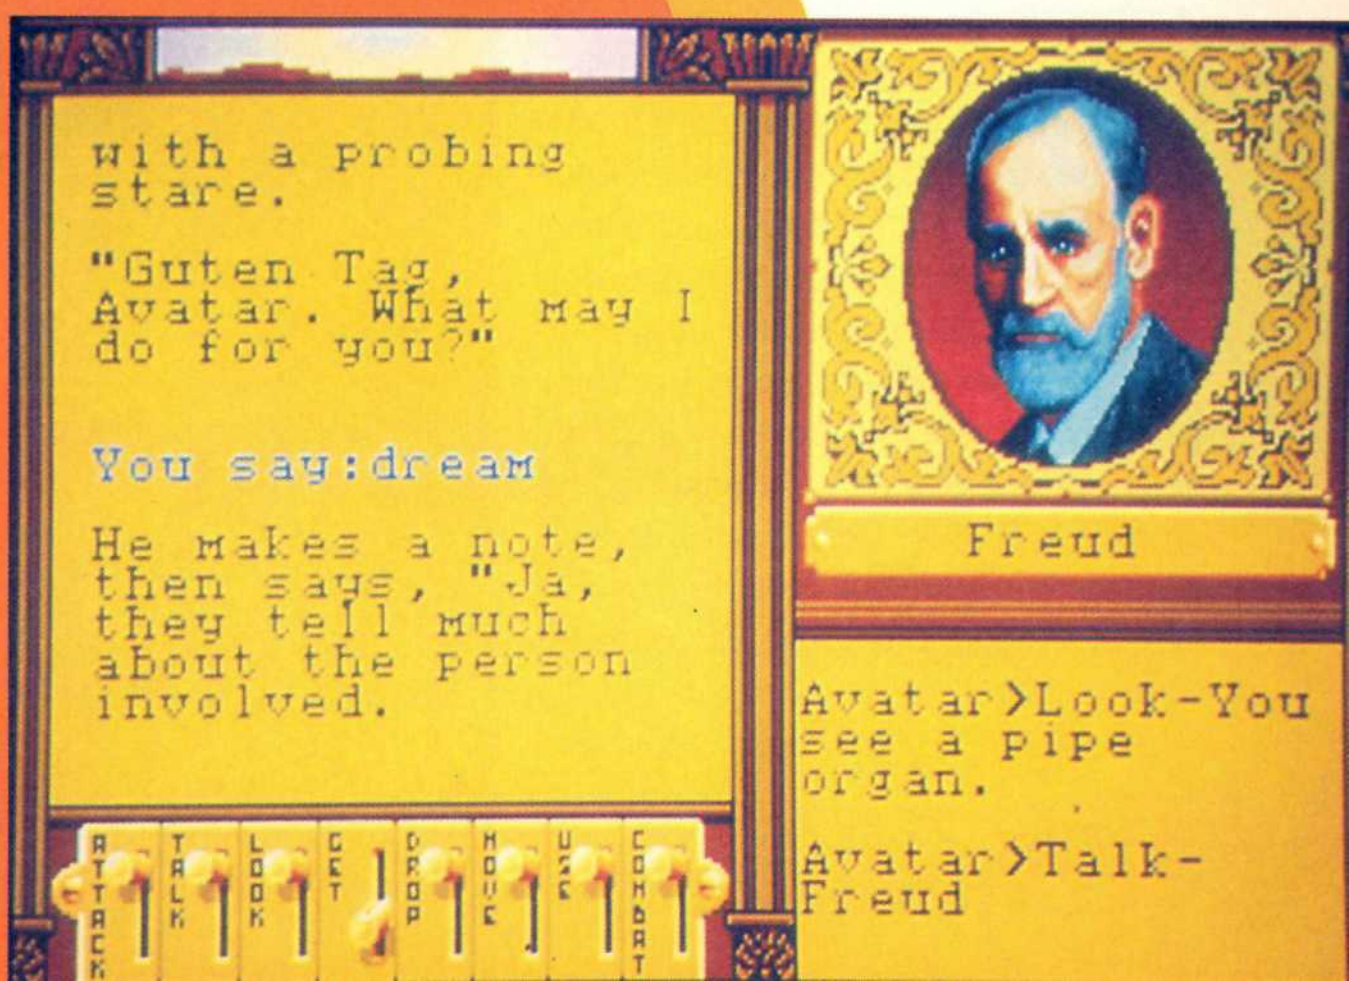 with a probing
stare.
"Guten Tag,
Avatar. What may I
do for you?"
You say:dream
He makes a note,
then says, "Ja,
they tell much
about the person
involved.
ATTACK
TALK
LOOK
GET
DROP
MOVE
USE
COMBAT
Freud
Avatar>Look-You
see a pipe
organ.
Avatar>Talk-
Freud